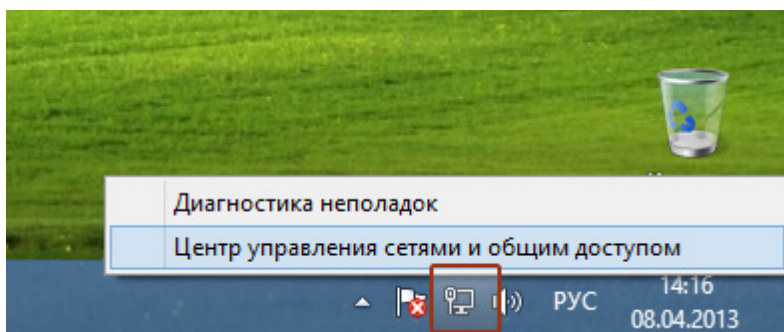 Диагностика неполадок
Центр управления сетями и общим доступом
РУС
14:16
08.04.2013